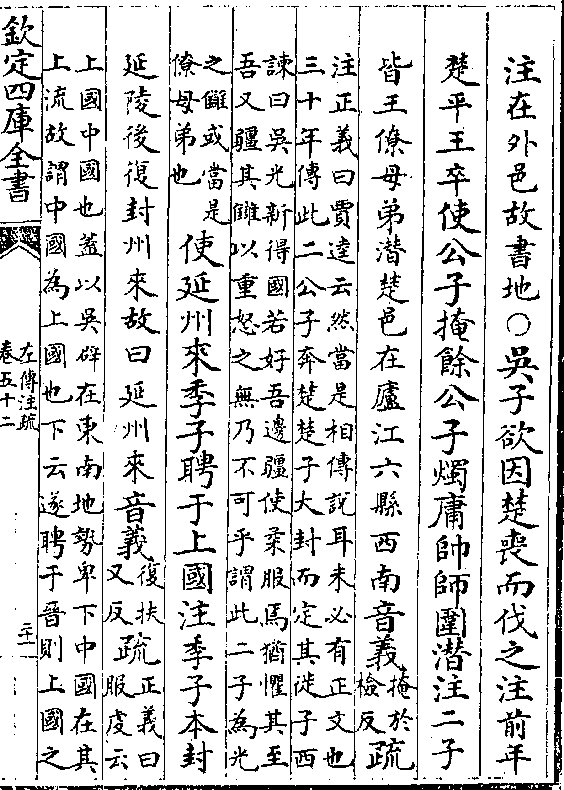 注在外邑故書地○吳子欲因楚喪而伐之注前年
楚平王卒使公子掩餘公子燭庸帥師圍潛注二子
皆王僚母弟潛楚邑在廬江六縣西南音義掩於檢反疏
注正義曰賈逵云然當是相傳說耳未必有正文也
三十年傳此二公子奔楚楚子大封而定其徙子西
諫曰吳光新得國若好吾邊疆使柔服焉猶懼其至
吾又疆其讎以重怒之無乃不可乎謂此二子為光
之讎或當是
僚母弟也
使延州來季子聘于上國注季子本封
延陵後復封州來故曰延州來音義復扶又反疏正義曰服虔云
上國中國也蓋以吳辟在東南地勢卑下中國在其
上流故謂中國為上國也下云遂聘于晉則上國之
欽定四庫全書
左傳注疏
卷五十二
二十一